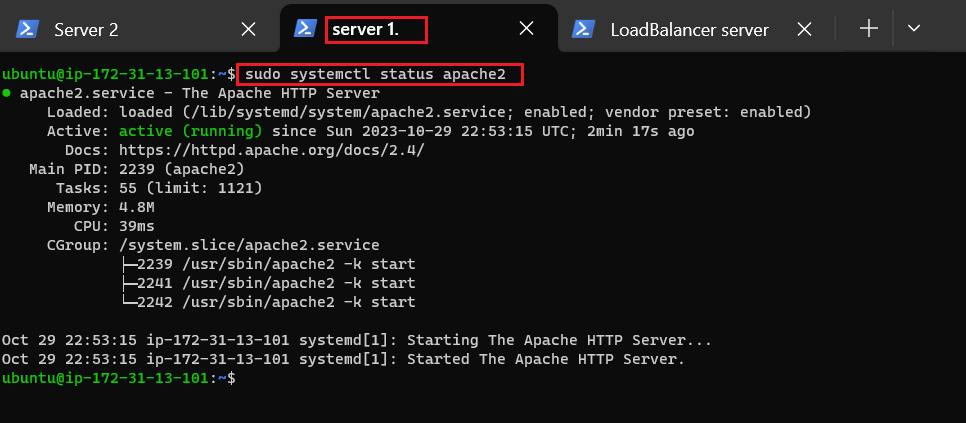 Server 2
server 1.
LoadBalancer server
ubuntu@ip-172-31-13-101:~$ sudo systemctl status apache2
● apache2.service - The Apache HTTP Server
Loaded: loaded (/lib/systemd/system/apache2.service; enabled; vendor preset: enabled)
Active: active (running) since Sun 2023-10-29 22:53:15 UTC; 2min 17s ago
Docs: https://httpd.apache.org/docs/2.4/
Main PID: 2239 (apache2)
Tasks: 55 (limit: 1121)
Memory: 4.8M
CPU: 39ms
CGroup: /system.slice/apache2.service
├─2239 /usr/sbin/apache2 -k start
├─2241 /usr/sbin/apache2 -k start
└─2242 /usr/sbin/apache2 -k start
Oct 29 22:53:15 ip-172-31-13-101 systemd[1]: Starting The Apache HTTP Server...
Oct 29 22:53:15 ip-172-31-13-101 systemd[1]: Started The Apache HTTP Server.
ubuntu@ip-172-31-13-101:~$